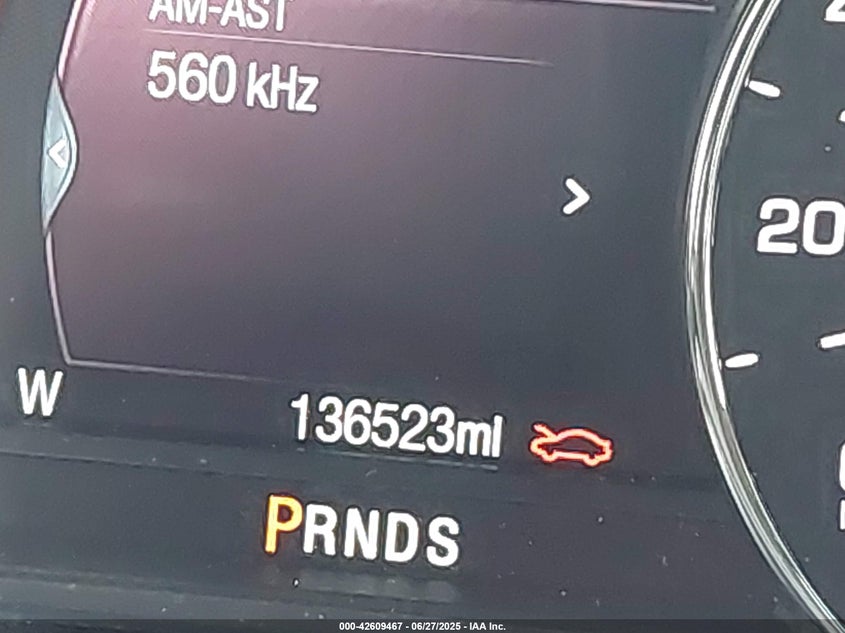 AM-AST
560 kHz
20
W
136523mI
PRNDS
000-42609467 - 06/27/2025 - IAA Inc.